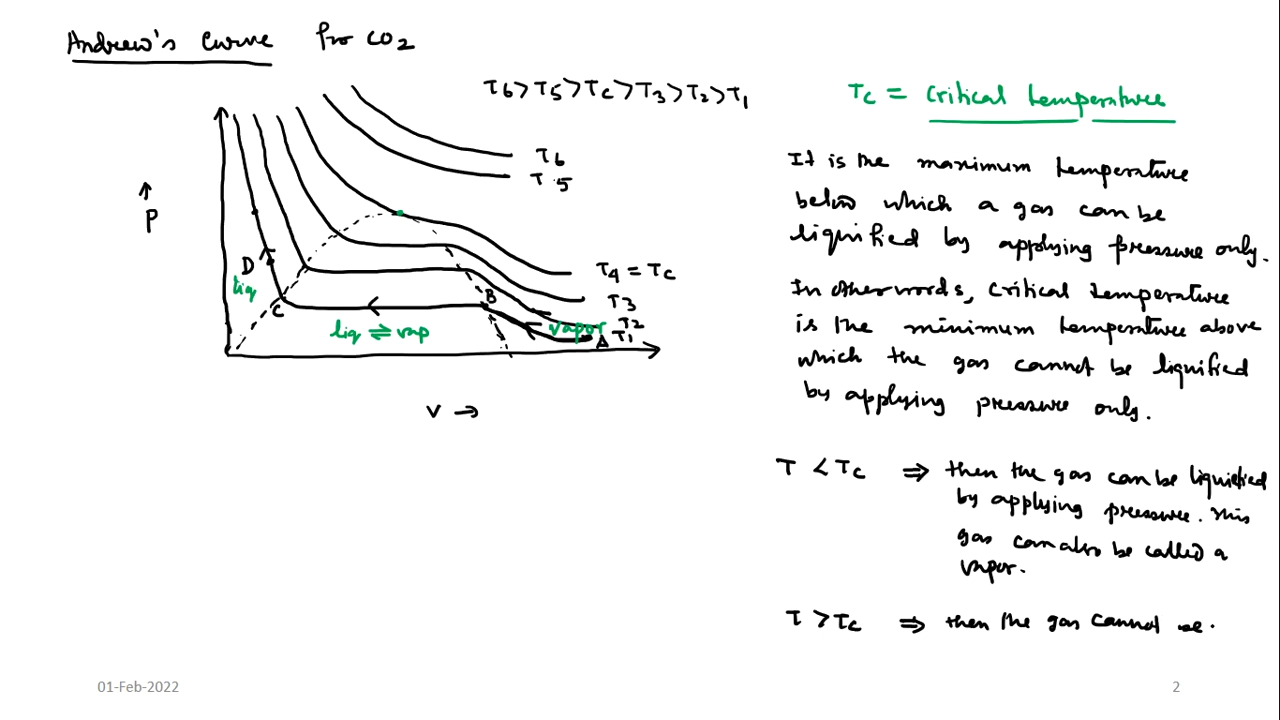 Andrew's Curve for CO2
T6 > T5 > Tc > T3 > T2 > T1
Tc = Critical temperature
↑
P
T6
T5
T4 = Tc
T3
T2
T1
D
liq
C
B
A
liq ⇌ vap
vapor
V →
It is the maximum temperature
below which a gas can be
liquified by applying pressure only.
In other words, Critical temperature
is the minimum temperature above
which the gas cannot be liquified
by applying pressure only.
T < Tc ⇒ then the gas can be liquified
by applying pressure. This
gas can also be called a
vapor.
T > Tc ⇒ then the gas cannot be.
01-Feb-2022
2